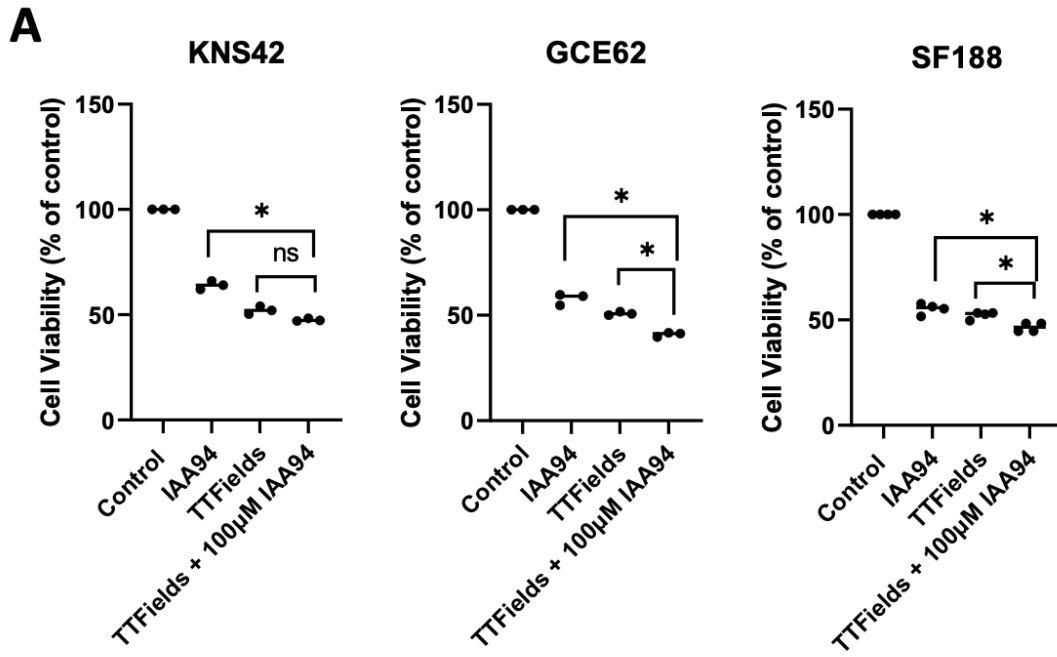 A
KNS42
Cell Viability (% of control)
150
100
50
0
*
ns
Control
IAA94
TTFields
TTFields + 100μM IAA94
GCE62
Cell Viability (% of control)
150
100
50
0
*
*
Control
IAA94
TTFields
TTFields + 100μM IAA94
SF188
Cell Viability (% of control)
150
100
50
0
*
*
Control
IAA94
TTFields
TTFields + 100μM IAA94